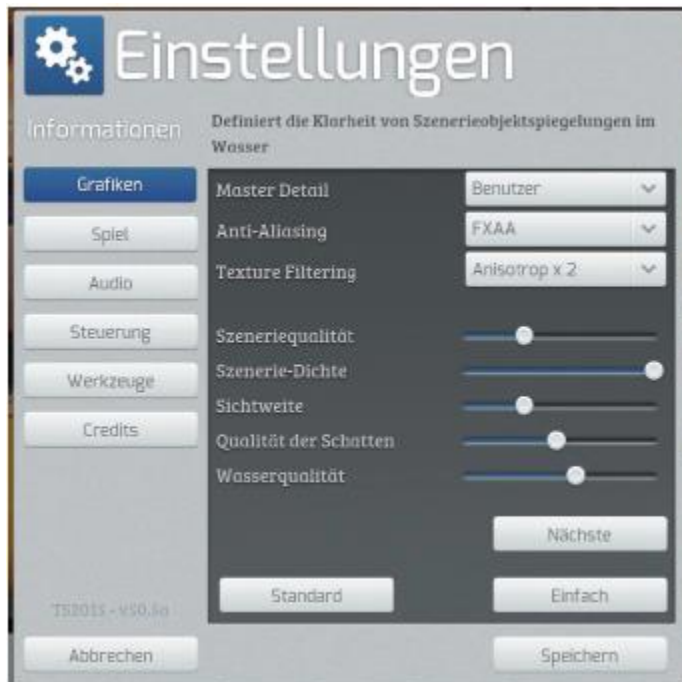 Einstellungen
Informationen
Definiert die Klarheit von Szenerieobjektspiegelungen im
Wasser
Grafiken
Spiel
Audio
Steuerung
Werkzeuge
Credits
Master Detail
Benutzer
Anti-Aliasing
FXAA
Texture Filtering
Anisotrop x 2
Szeneriequalität
Szenerie-Dichte
Sichtweite
Qualität der Schatten
Wasserqualität
Nächste
Standard
Einfach
Abbrechen
Speichern